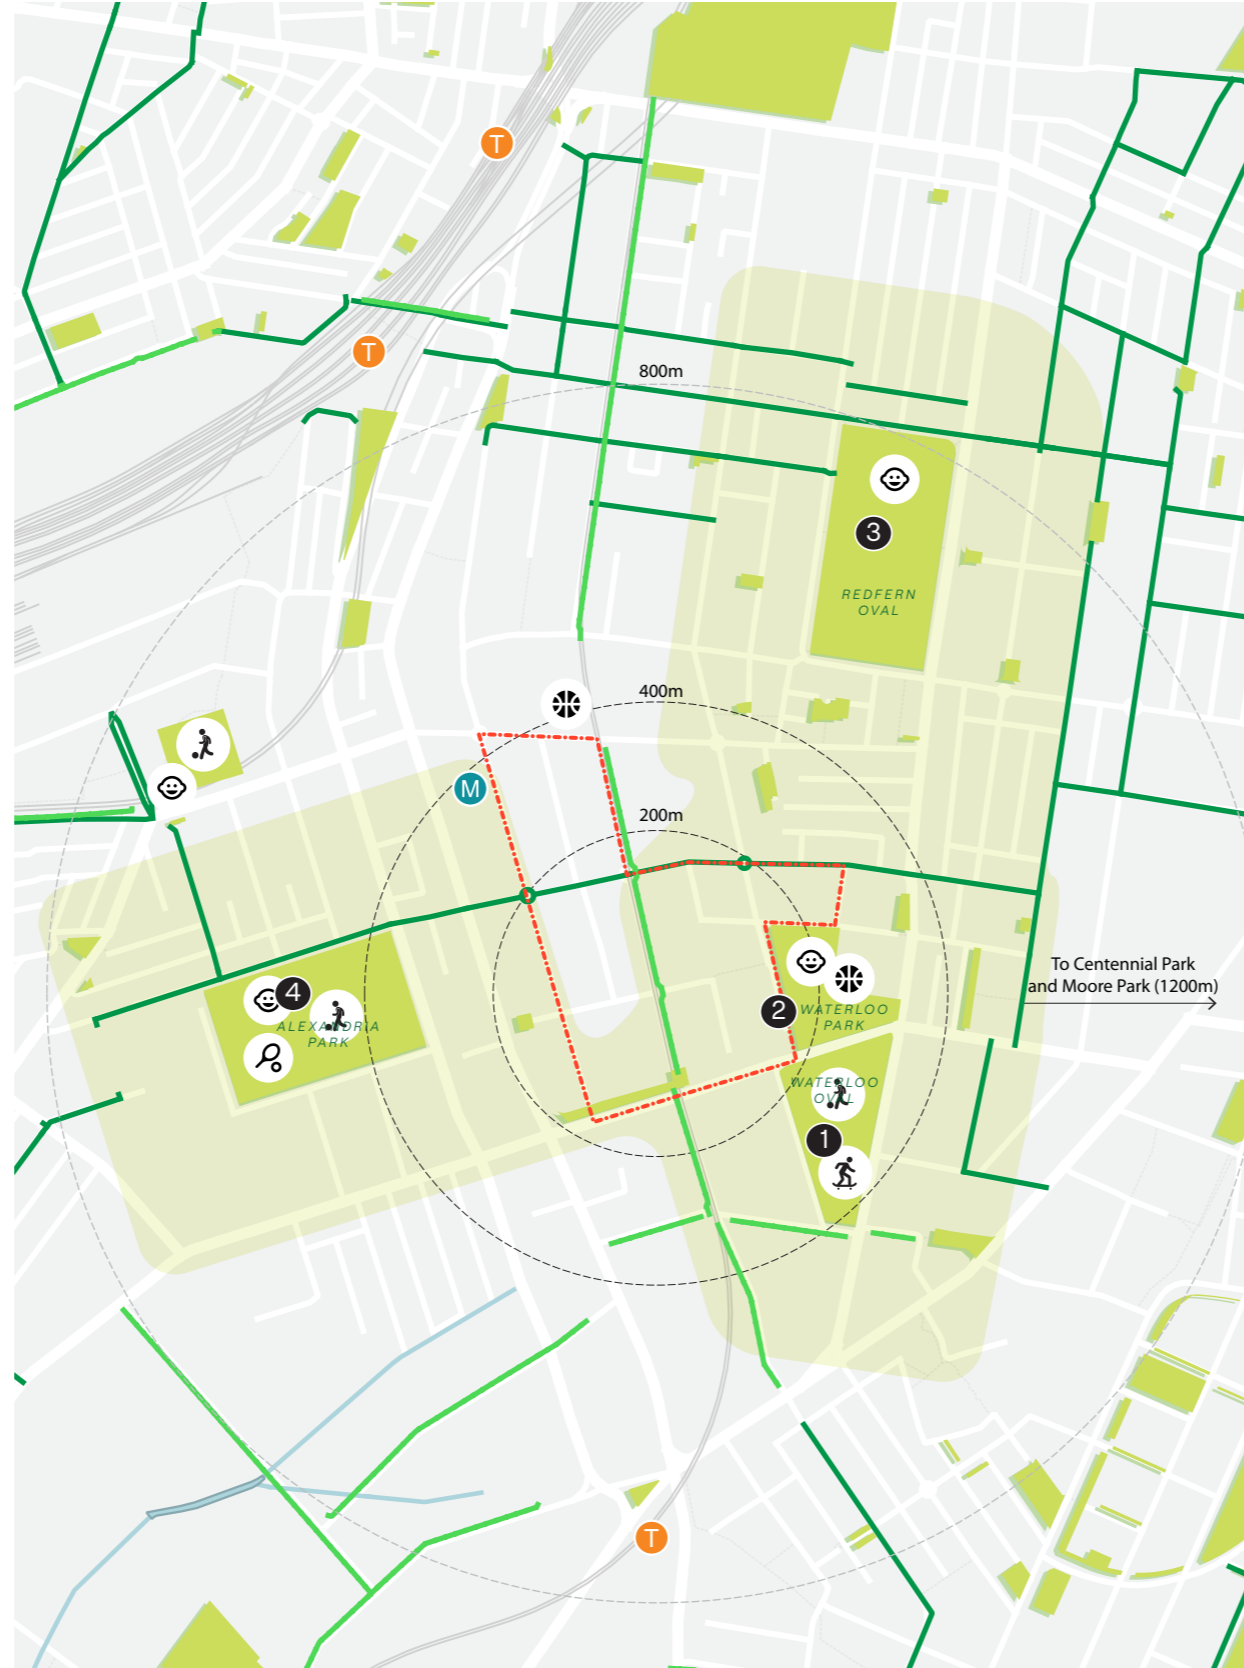 T
T
800m
3
REDFERN
OVAL
400m
M
200m
To Centennial Park
and Moore Park (1200m)
4
ALEXANDRIA
PARK
2
WATERLOO
PARK
WATERLOO
OVAL
1
T